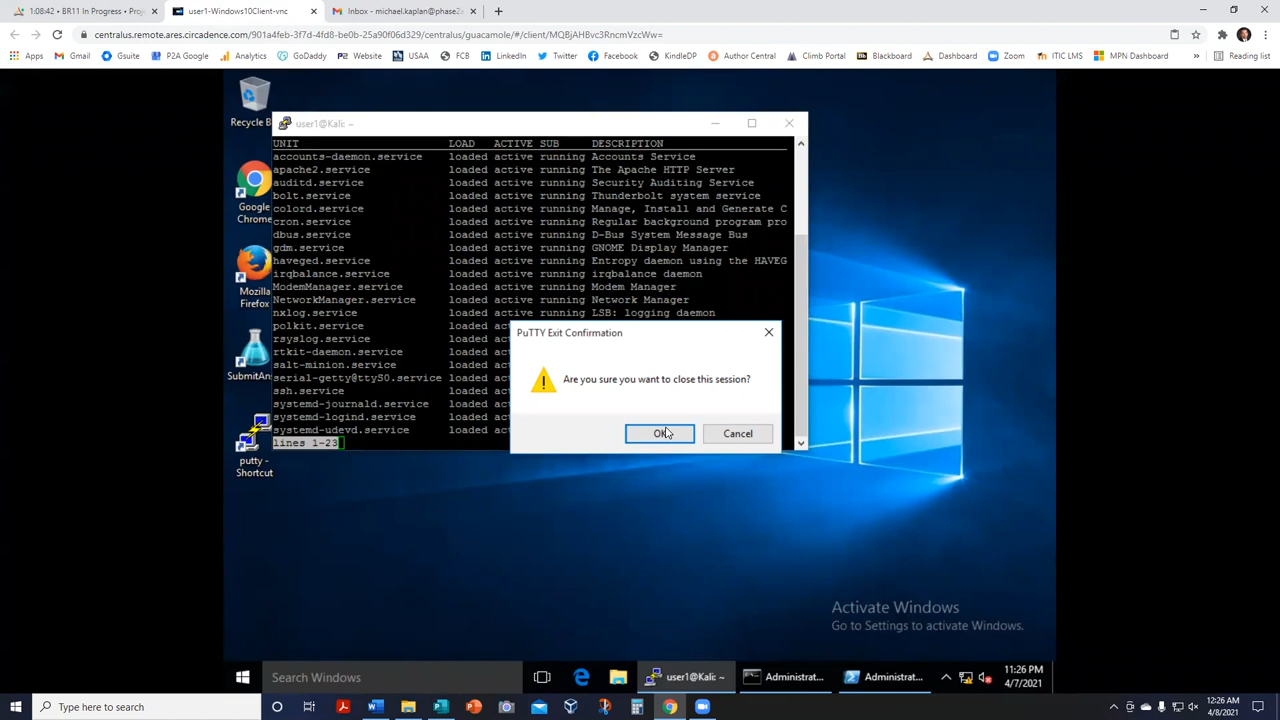 1:08:42 • BR11 In Progress • Proj
user1-Windows10Client-vnc
Inbox - michael.kaplan@phase2a
centralus.remote.ares.circadence.com/901a4feb-3f7d-4fd8-be0b-25a90f06d329/centralus/guacamole/#/client/MQBjAHBvc3RncmVzcWw=
Apps
Gmail
Gsuite
P2A Google
Analytics
GoDaddy
Website
USAA
FCB
LinkedIn
Twitter
Facebook
KindleDP
Author Central
Climb Portal
Blackboard
Dashboard
Zoom
ITIC LMS
MPN Dashboard
»
Reading list
Recycle B
Google
Chrome
Mozilla
Firefox
SubmitAn
putty -
Shortcut
user1@Kali: ~
UNIT LOAD ACTIVE SUB DESCRIPTION
accounts-daemon.service loaded active running Accounts Service
apache2.service loaded active running The Apache HTTP Server
auditd.service loaded active running Security Auditing Service
bolt.service loaded active running Thunderbolt system service
colord.service loaded active running Manage, Install and Generate C
cron.service loaded active running Regular background program pro
dbus.service loaded active running D-Bus System Message Bus
gdm.service loaded active running GNOME Display Manager
haveged.service loaded active running Entropy daemon using the HAVEG
irqbalance.service loaded active running irqbalance daemon
ModemManager.service loaded active running Modem Manager
NetworkManager.service loaded active running Network Manager
nxlog.service loaded active running LSB: logging daemon
polkit.service loaded
rsyslog.service loaded
rtkit-daemon.service loaded
salt-minion.service loaded
serial-getty@ttyS0.service loaded
ssh.service loaded
systemd-journald.service loaded
systemd-logind.service loaded
systemd-udevd.service loaded
lines 1-23
PuTTY Exit Confirmation
Are you sure you want to close this session?
OK
Cancel
Activate Windows
Go to Settings to activate Windows.
Search Windows
user1@Kali: ~
Administrat...
Administrat...
11:26 PM
4/7/2021
Type here to search
12:26 AM
4/8/2021